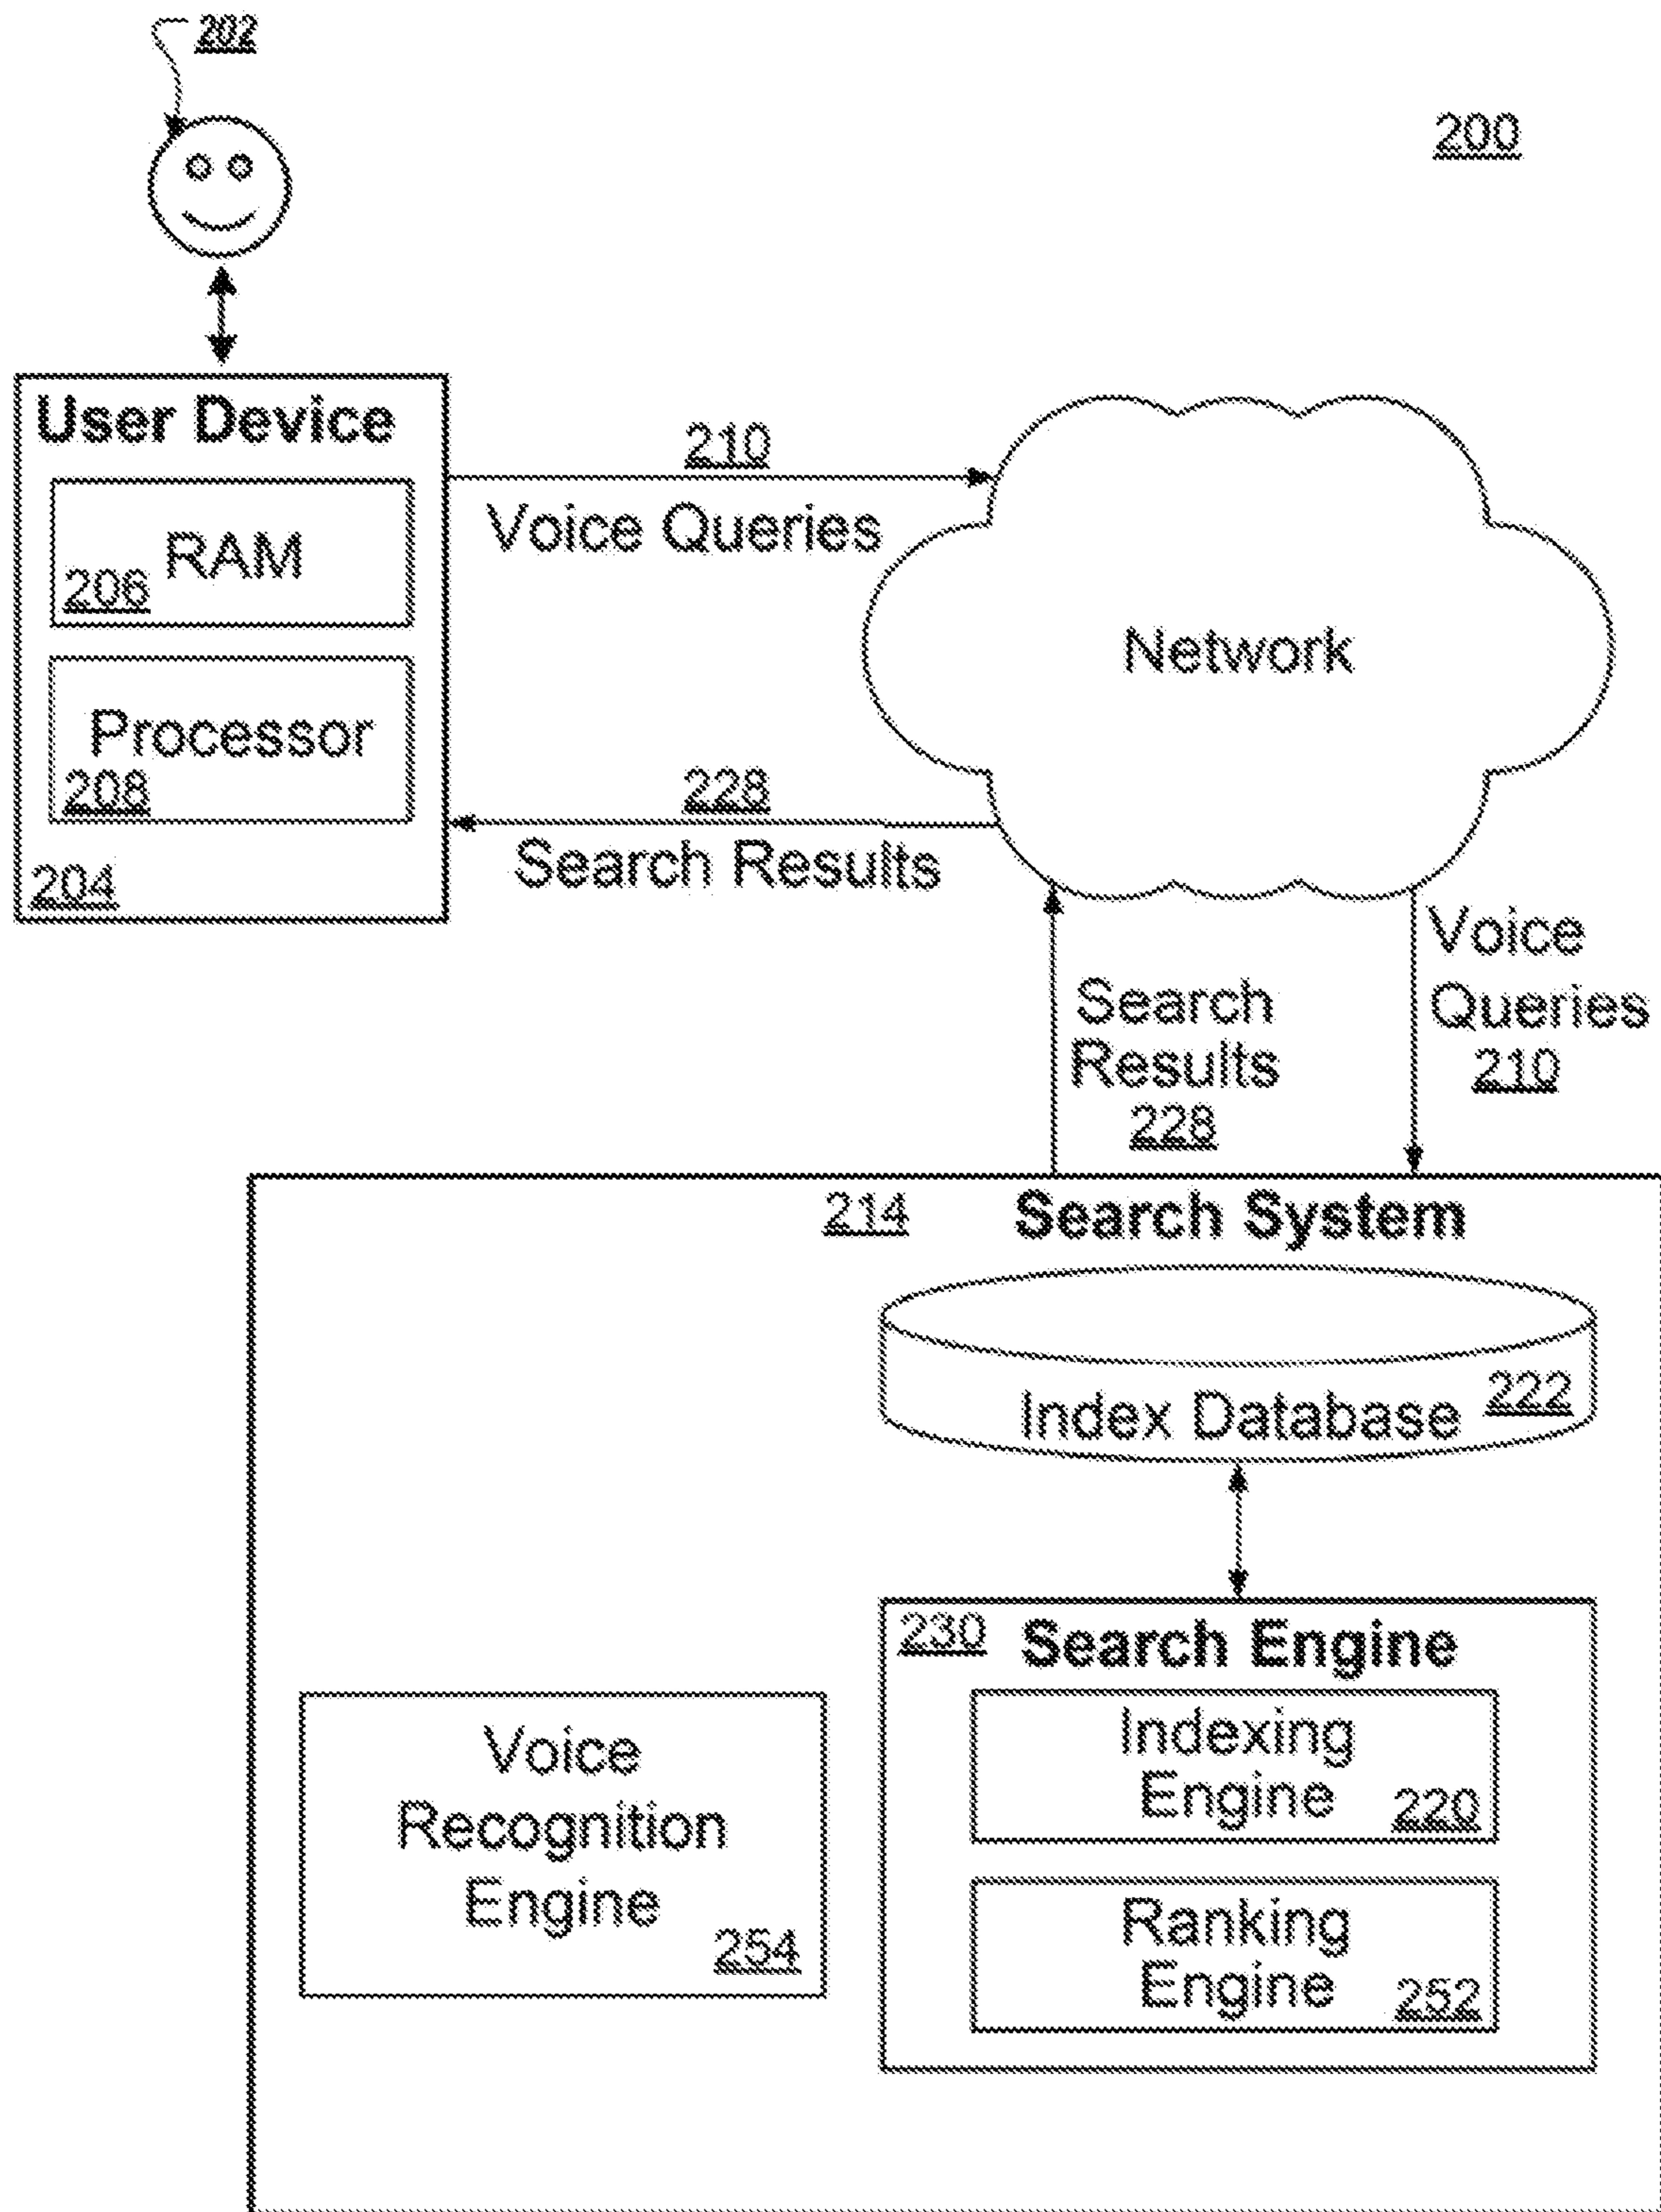 202
200
User Device
RAM
206
Processor
208
204
210
Voice Queries
Network
228
Search Results
Voice
Queries
210
Search
Results
228
214
Search System
Index Database
222
230
Search Engine
Indexing
Engine
220
Ranking
Engine
252
Voice
Recognition
Engine
254